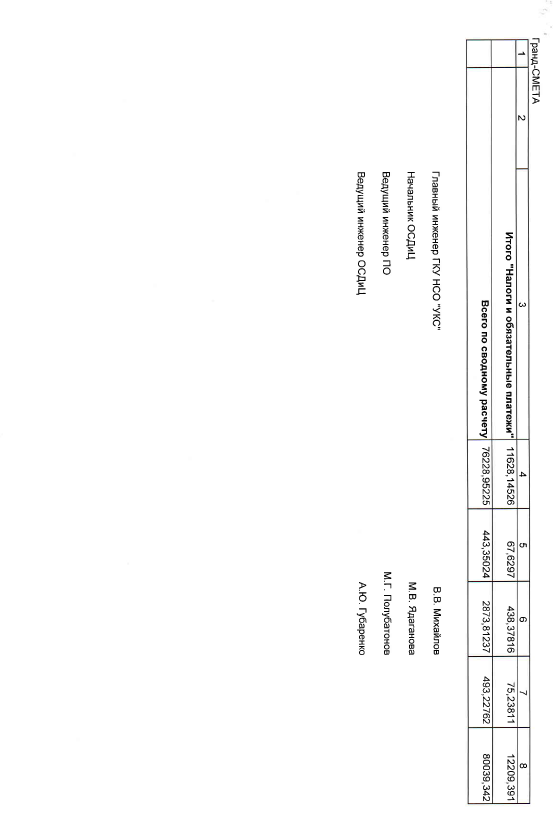 Гранд-СМЕТА
1 2 3 4 5 6 7 8
Итого "Налоги и обязательные платежи" 11628,14526 67,6297 438,37816 75,23811 12209,391
Всего по сводному расчету 76228,95225 443,35024 2873,81237 493,22762 80039,342
Главный инженер ГКУ НСО "УКС" В.В. Михайлов
Начальник ОСДиЦ М.В. Ядаганова
Ведущий инженер ПО М.Г. Полубатонов
Ведущий инженер ОСДиЦ А.Ю. Губаренко